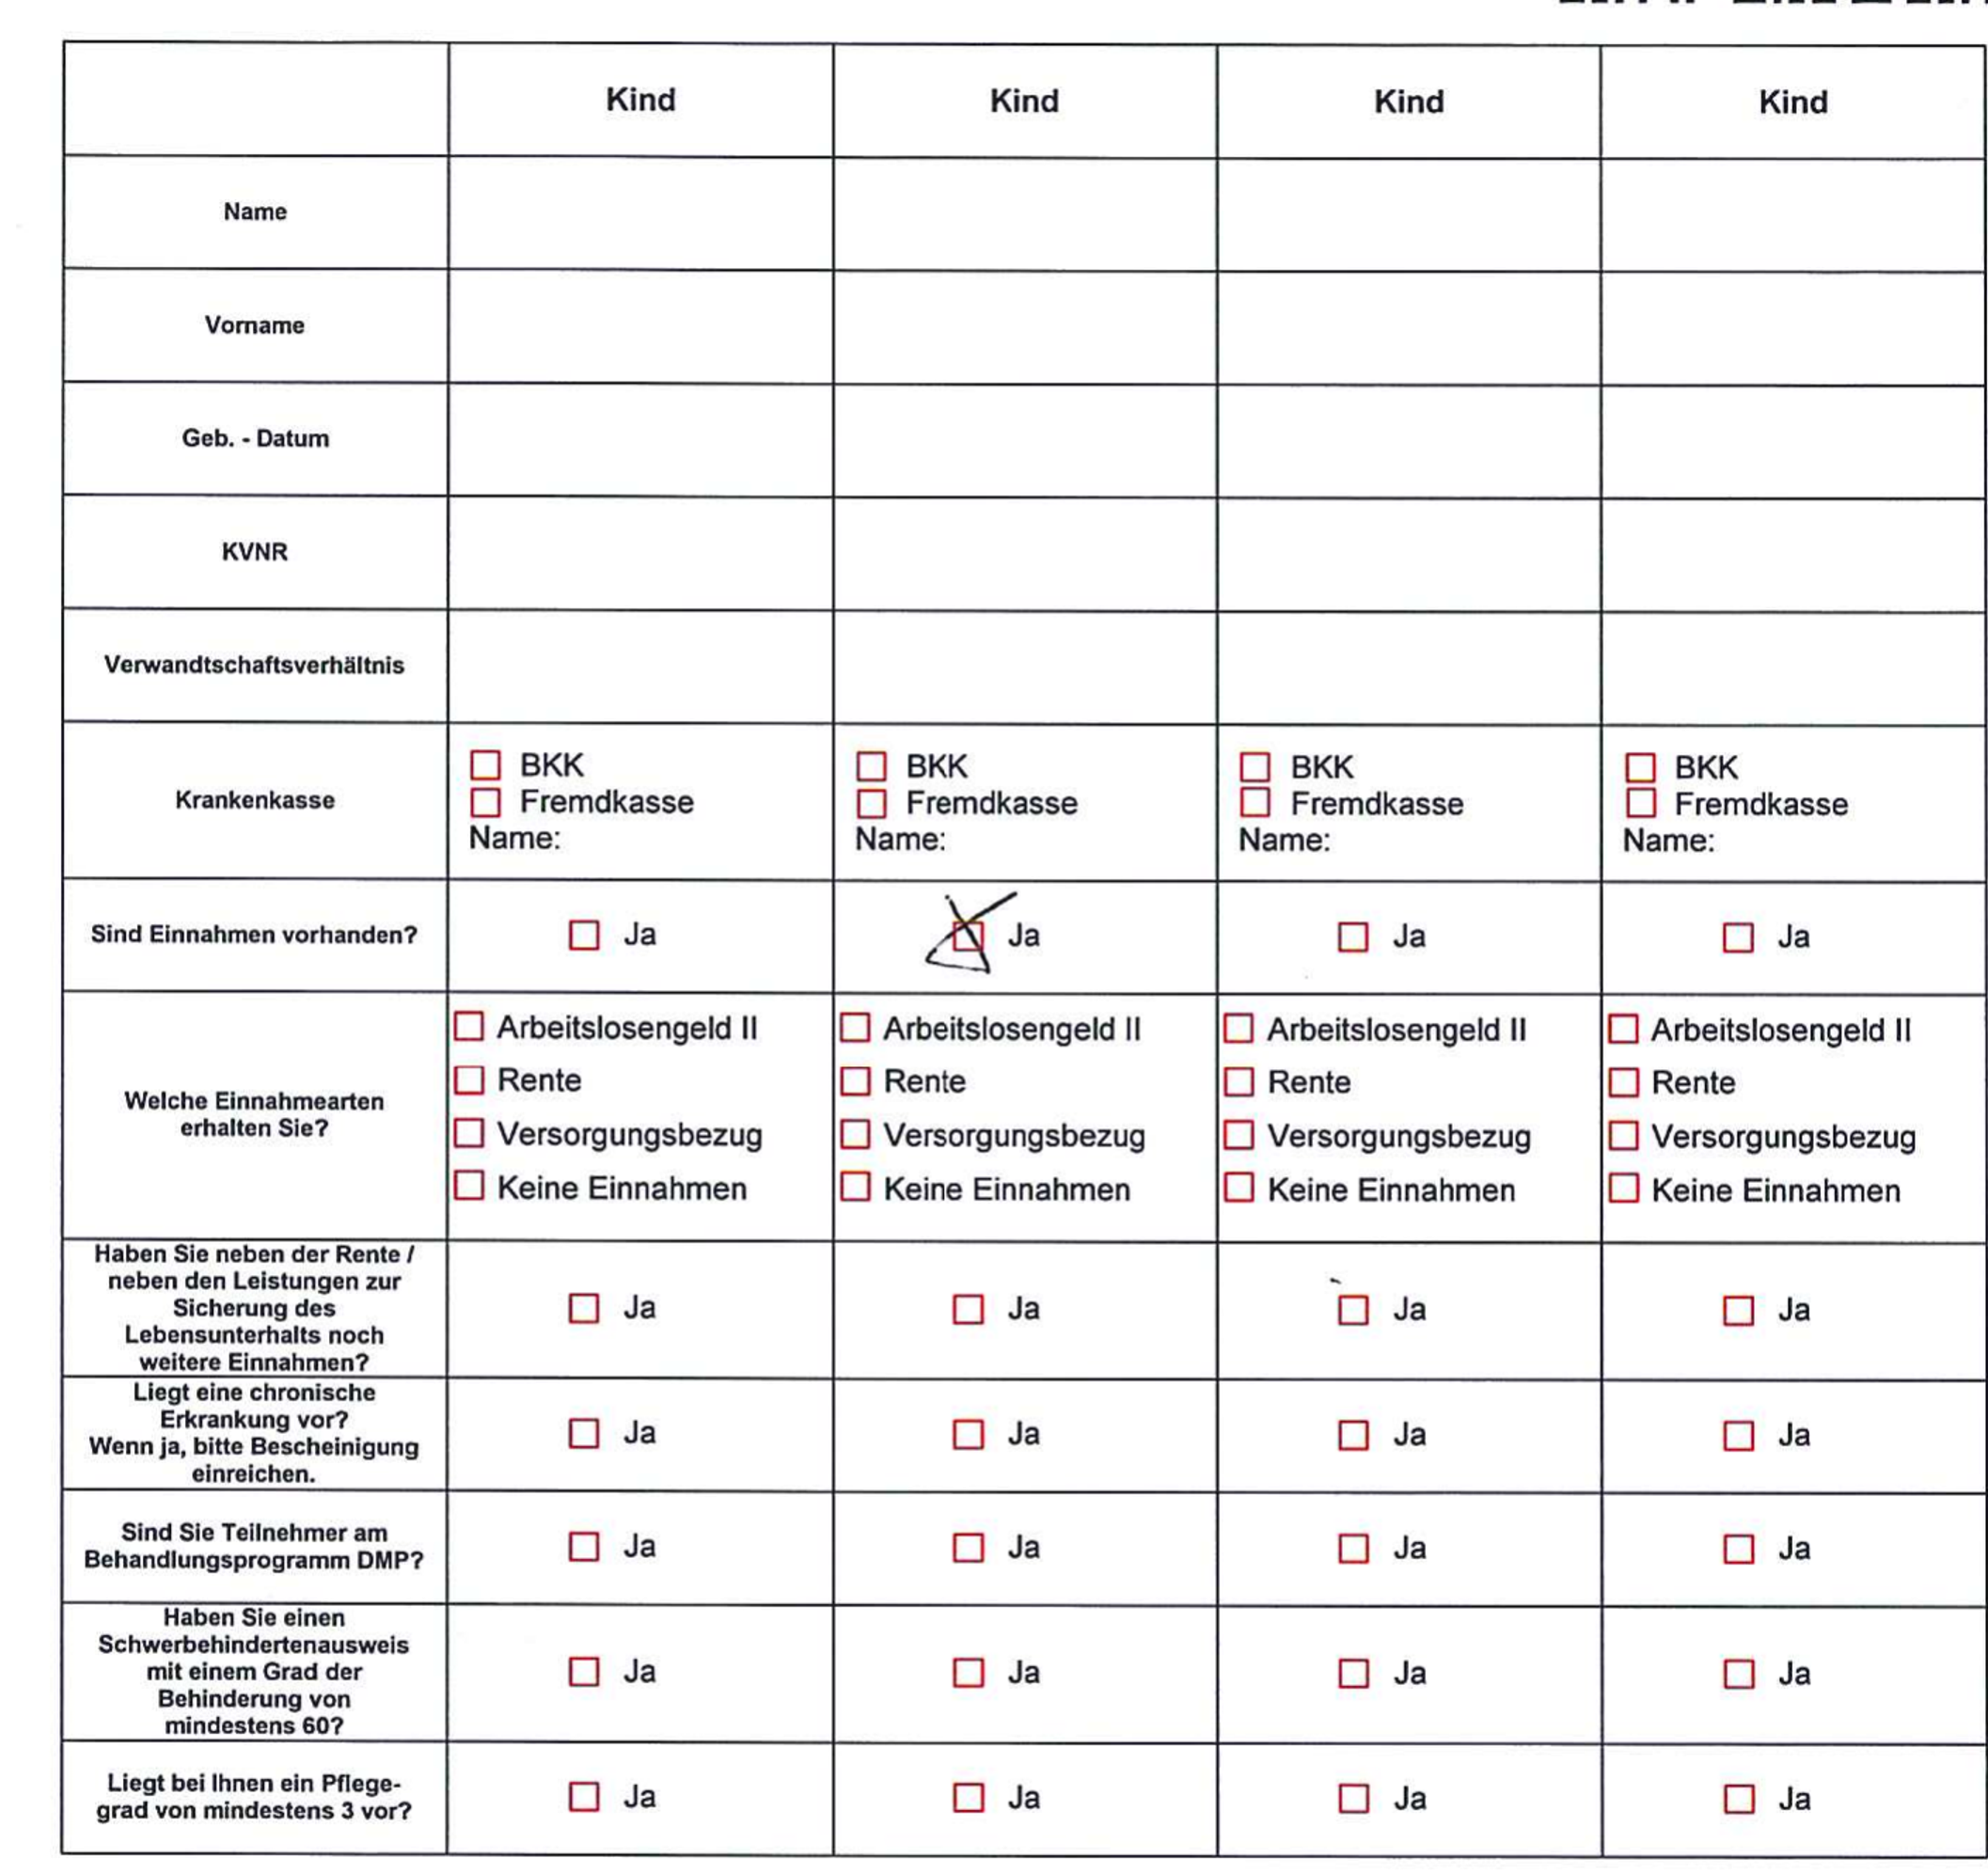 Kind Kind Kind Kind
Name
Vorname
Geb. - Datum
KVNR
Verwandtschaftsverhältnis
Krankenkasse
BKK
Fremdkasse
Name:
BKK
Fremdkasse
Name:
BKK
Fremdkasse
Name:
BKK
Fremdkasse
Name:
Sind Einnahmen vorhanden? Ja Ja Ja Ja
Welche Einnahmearten
erhalten Sie?
Arbeitslosengeld II
Rente
Versorgungsbezug
Keine Einnahmen
Arbeitslosengeld II
Rente
Versorgungsbezug
Keine Einnahmen
Arbeitslosengeld II
Rente
Versorgungsbezug
Keine Einnahmen
Arbeitslosengeld II
Rente
Versorgungsbezug
Keine Einnahmen
Haben Sie neben der Rente /
neben den Leistungen zur
Sicherung des
Lebensunterhalts noch
weitere Einnahmen?
Ja Ja Ja Ja
Liegt eine chronische
Erkrankung vor?
Wenn ja, bitte Bescheinigung
einreichen.
Ja Ja Ja Ja
Sind Sie Teilnehmer am
Behandlungsprogramm DMP?
Ja Ja Ja Ja
Haben Sie einen
Schwerbehindertenausweis
mit einem Grad der
Behinderung von
mindestens 60?
Ja Ja Ja Ja
Liegt bei Ihnen ein Pflege-
grad von mindestens 3 vor?
Ja Ja Ja Ja